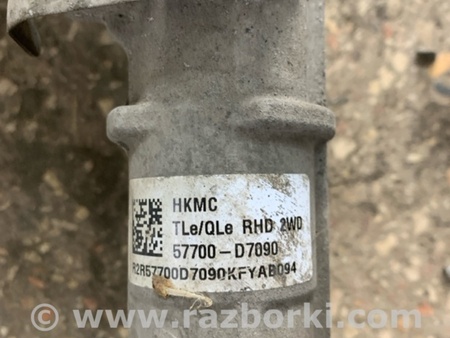 HKMC
TLe/QLe RHD 2WD
57700-D7090
R2R57700D7090KFYAB094
© www.razborki.com